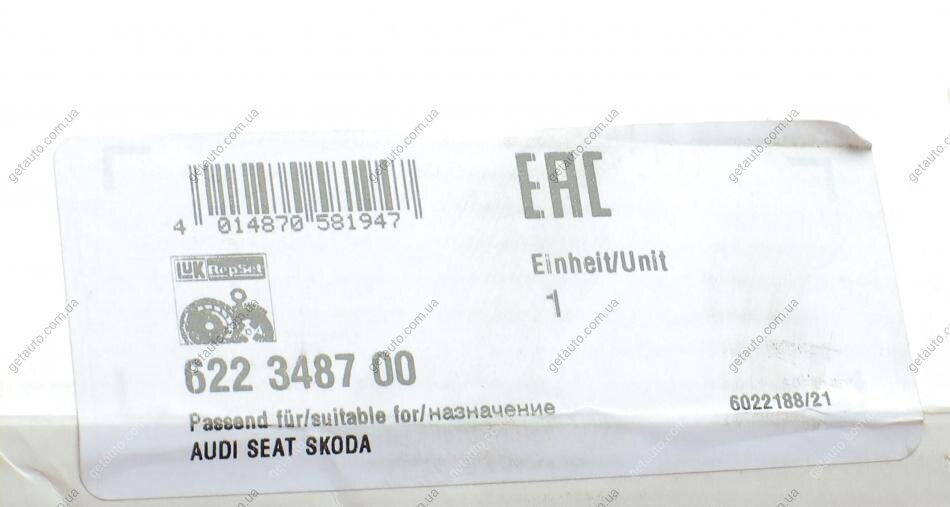 4 014870 581947
EAC
LUK RepSet
Einheit/Unit
1
622 3487 00
Passend für/suitable for/назначение
6022188/21
AUDI SEAT SKODA
getauto.com.ua